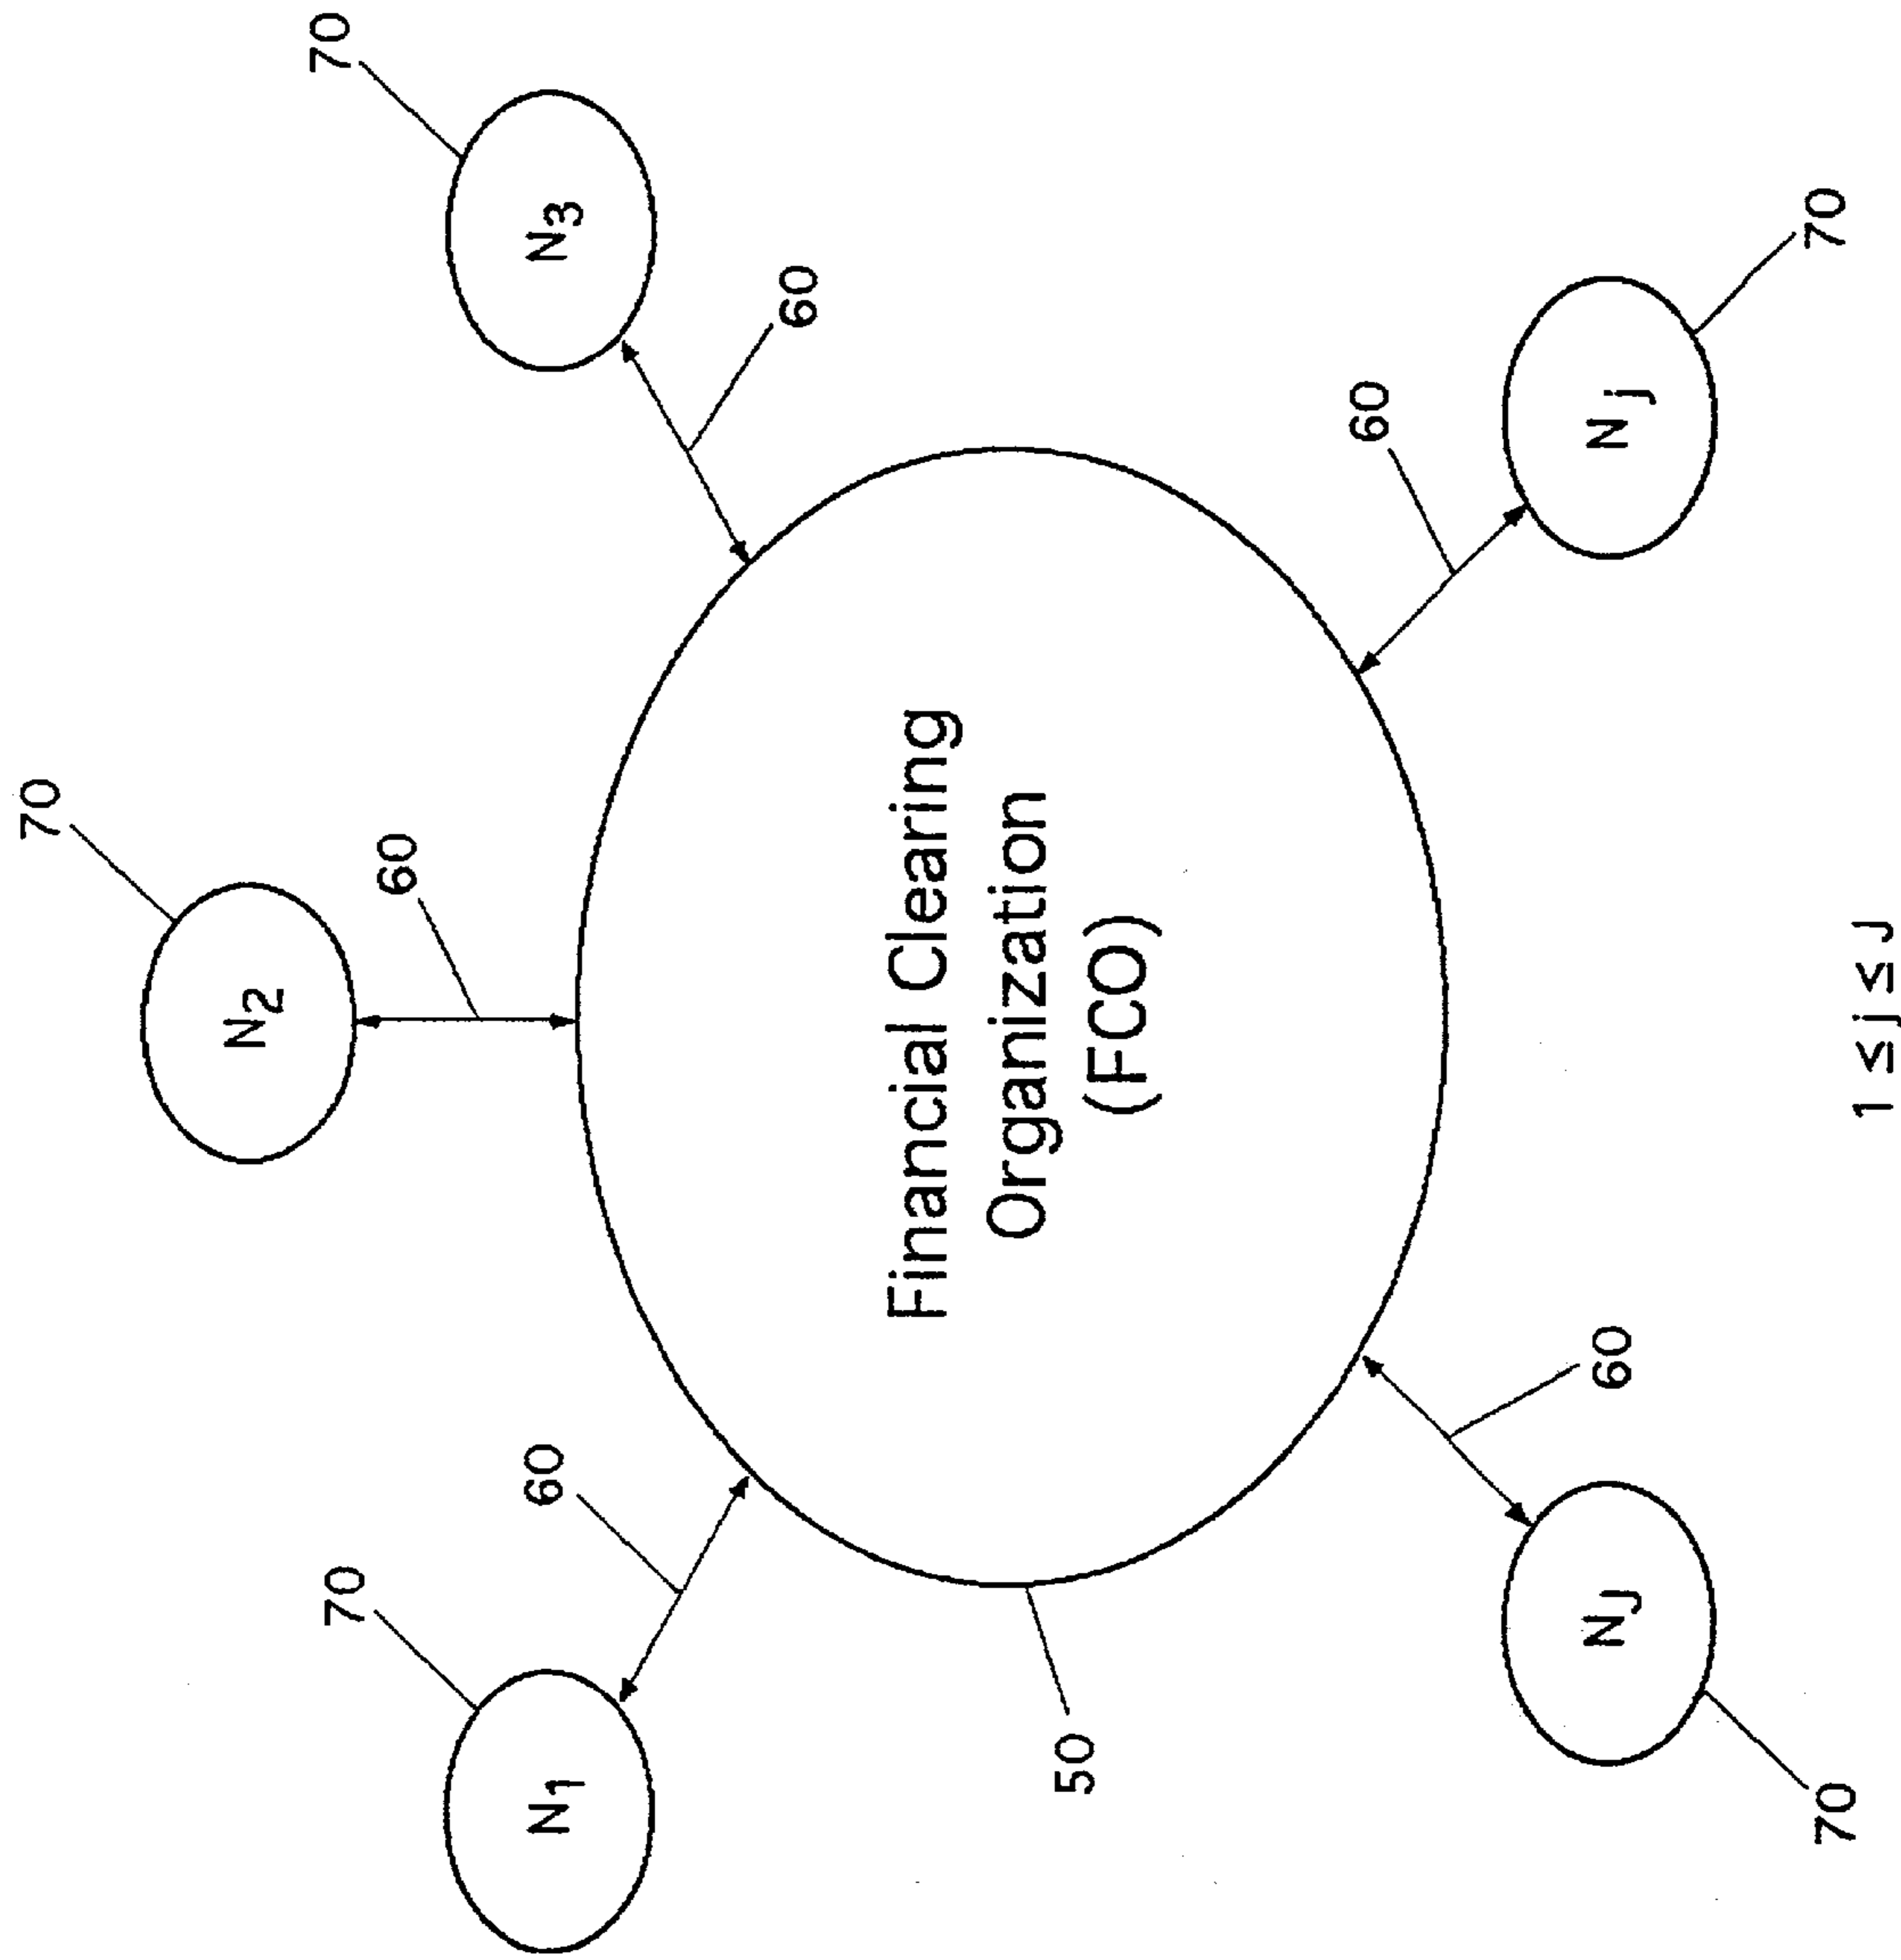 70
N2
70
70
60
60
N1
N3
60
Financial Clearing
Organization
(FCO)
50
60
NJ
60
Nj
70
70
1 ≤ j ≤ J